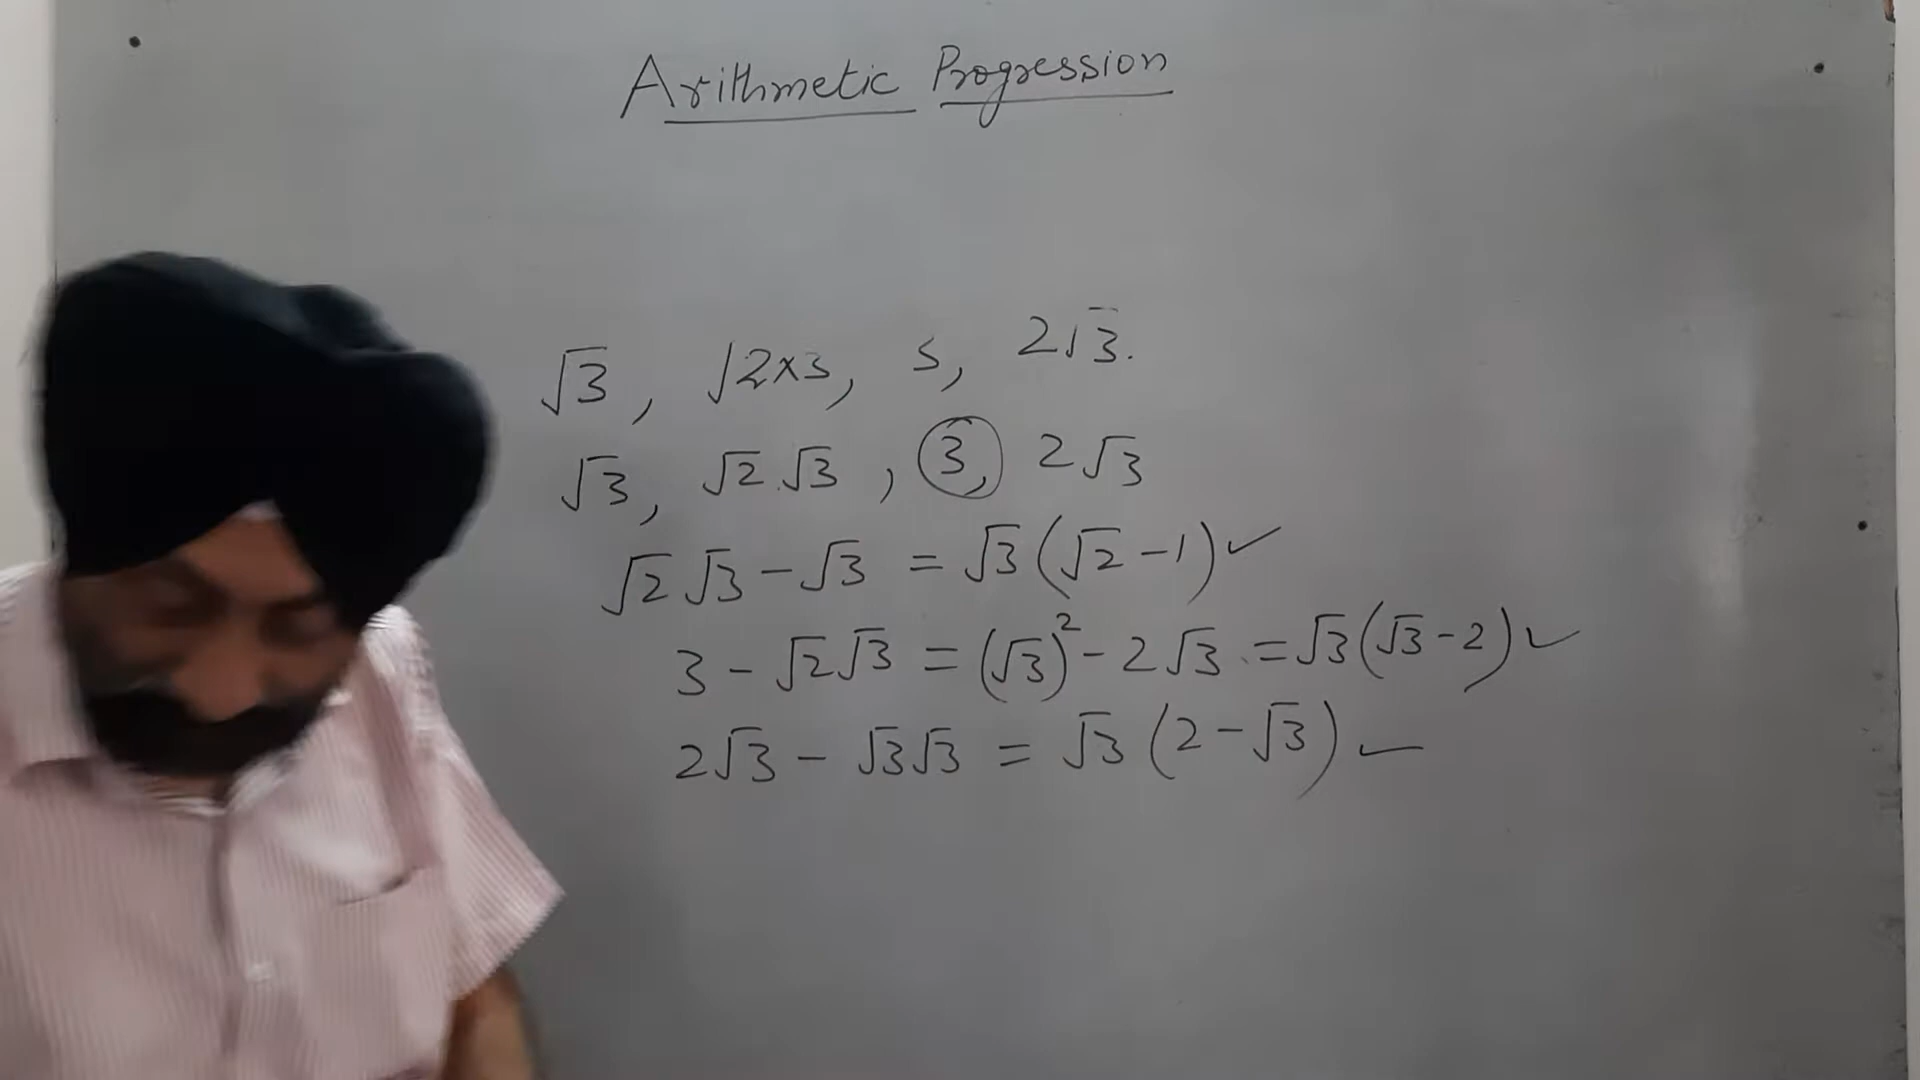 Arithmetic Progression
√3, √2×3, 3, 2√3.
√3, √2.√3, 3, 2√3
√2√3 - √3 = √3(√2 - 1) ✓
3 - √2√3 = (√3)² - 2√3 = √3(√3 - 2) ✓
2√3 - √3√3 = √3(2 - √3) ✓